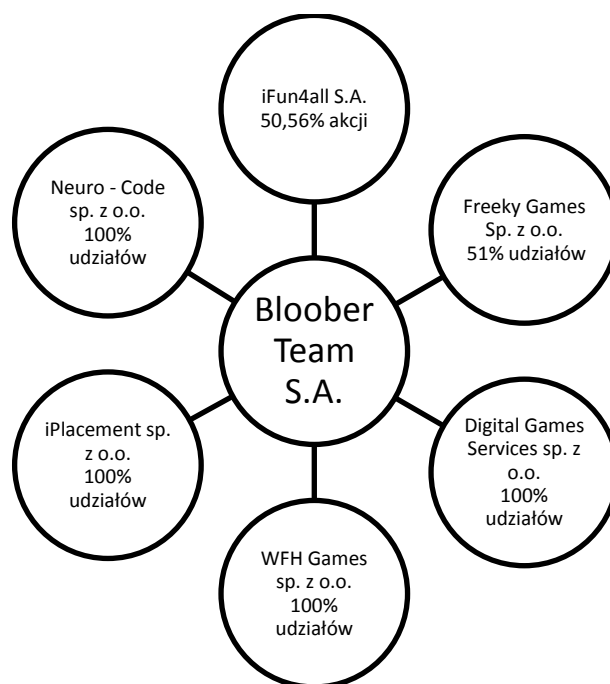 iFun4all S.A.
50,56% akcji
Neuro - Code
sp. z o.o.
100%
udziałów
Freeky Games
Sp. z o.o.
51% udziałów
Bloober
Team
S.A.
iPlacement sp.
z o.o.
100%
udziałów
Digital Games
Services sp. z
o.o.
100%
udziałów
WFH Games
sp. z o.o.
100%
udziałów